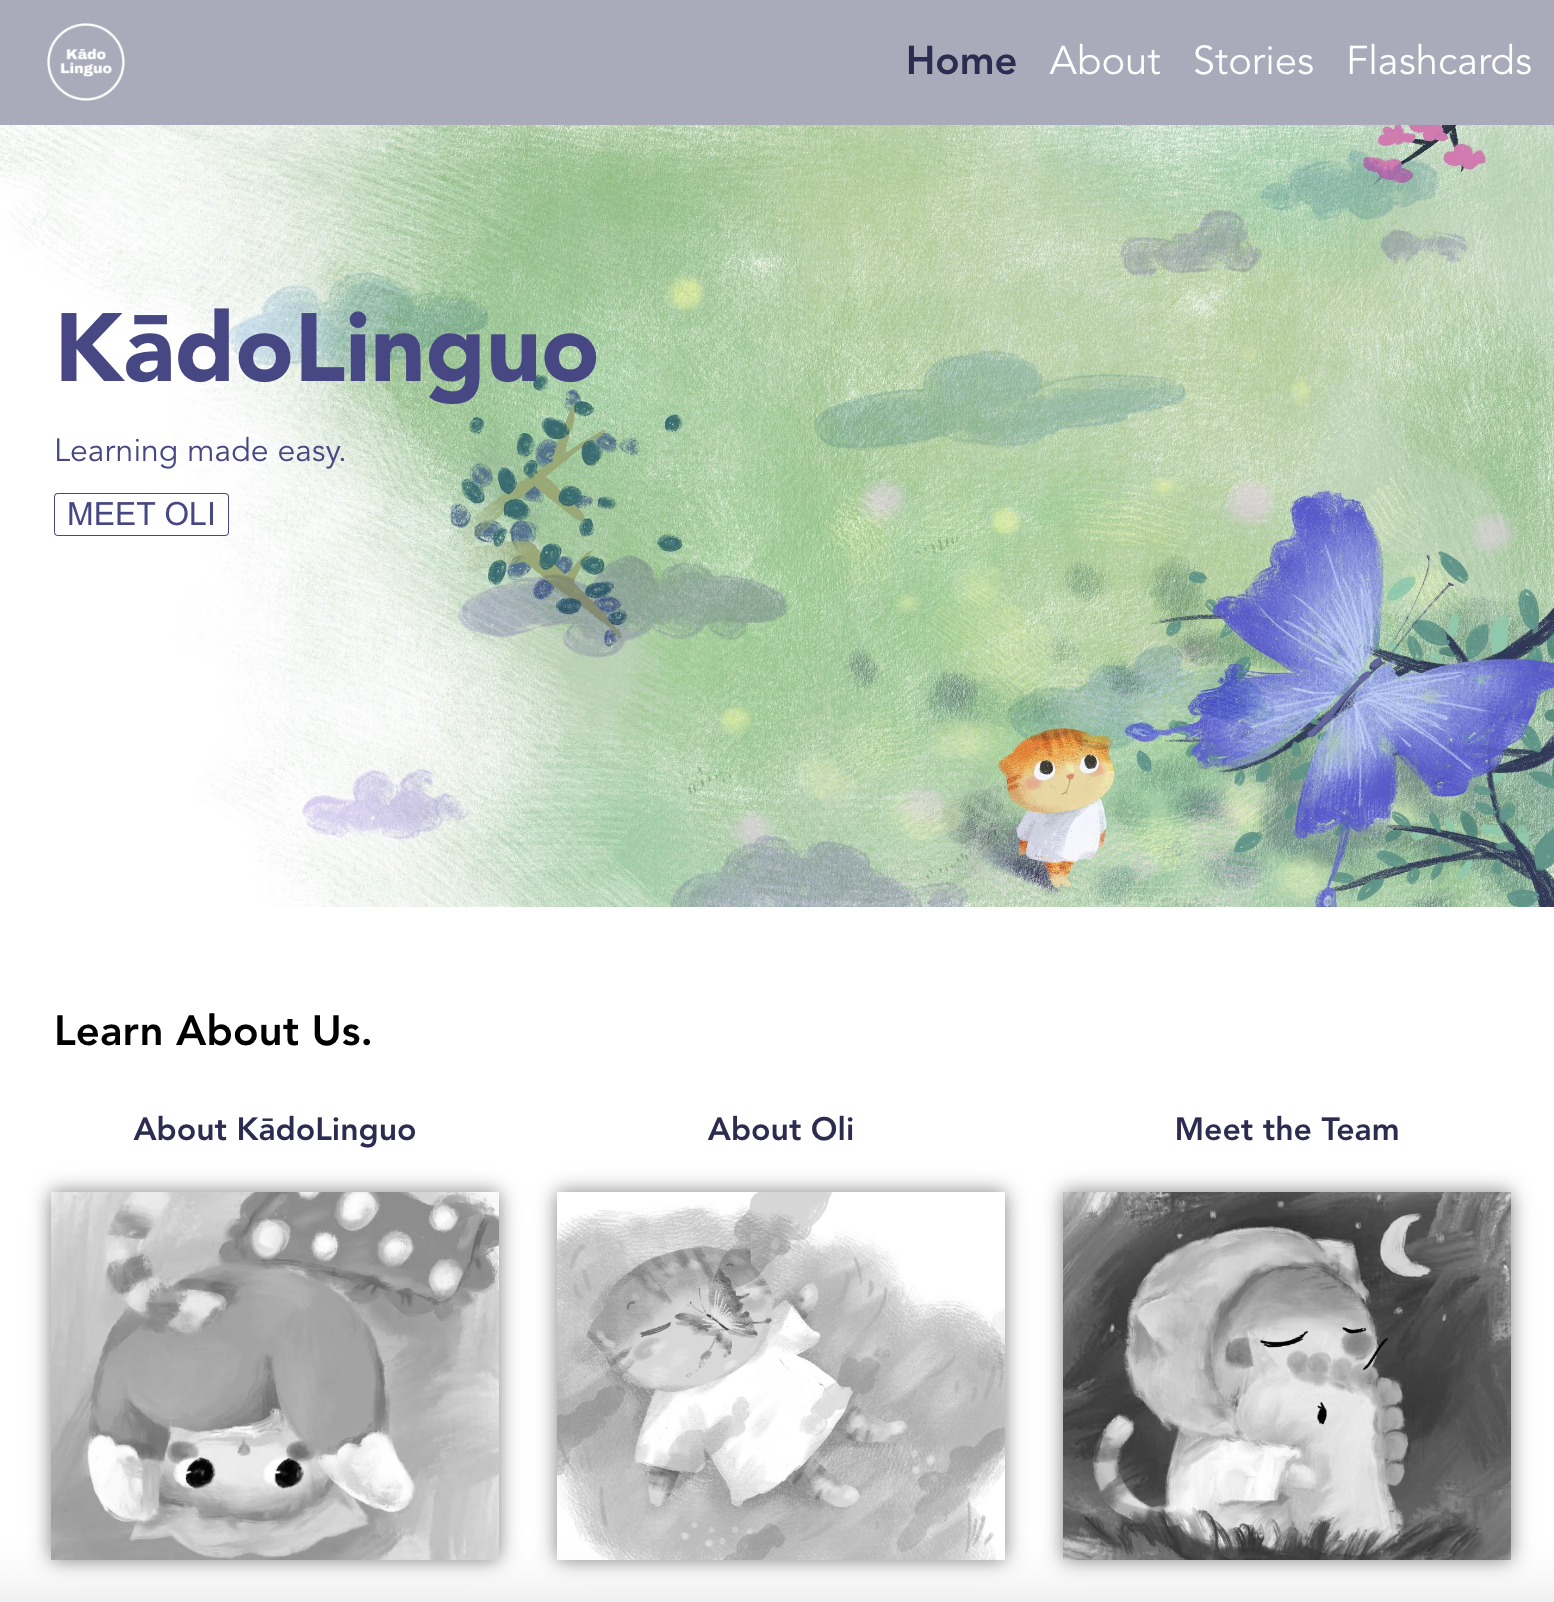 Kādo
Linguo
Home About Stories Flashcards
KādoLinguo
Learning made easy.
MEET OLI
Learn About Us.
About KādoLinguo
About Oli
Meet the Team